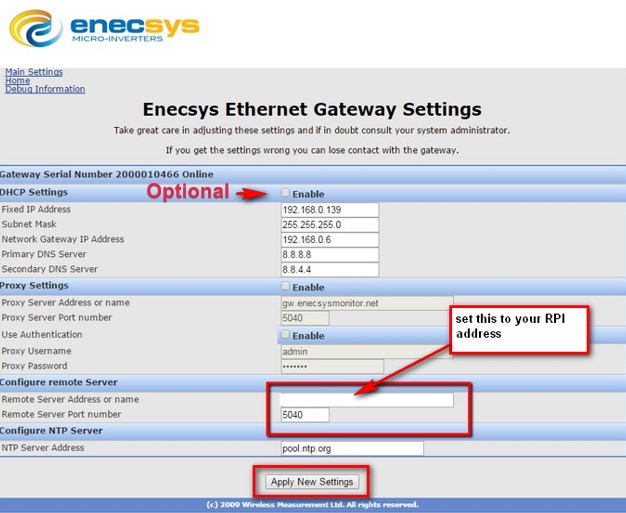 enecsys
MICRO-INVERTERS
Main Settings
Home
Debug Information
Enecsys Ethernet Gateway Settings
Take great care in adjusting these settings and if in doubt consult your system administrator.
If you get the settings wrong you can lose contact with the gateway.
Gateway Serial Number 2000010466 Online
DHCP Settings Optional Enable
Fixed IP Address 192.168.0.139
Subnet Mask 255.255.255.0
Network Gateway IP Address 192.168.0.6
Primary DNS Server 8.8.8.8
Secondary DNS Server 8.8.4.4
Proxy Settings Enable
Proxy Server Address or name gw.enecsysmonitor.net
Proxy Server Port number 5040
Use Authentication Enable
Proxy Username admin
Proxy Password •••••••
set this to your RPI
address
Configure remote Server
Remote Server Address or name
Remote Server Port number 5040
Configure NTP Server
NTP Server Address pool.ntp.org
Apply New Settings
(c) 2009 Wireless Measurement Ltd. All rights reserved.